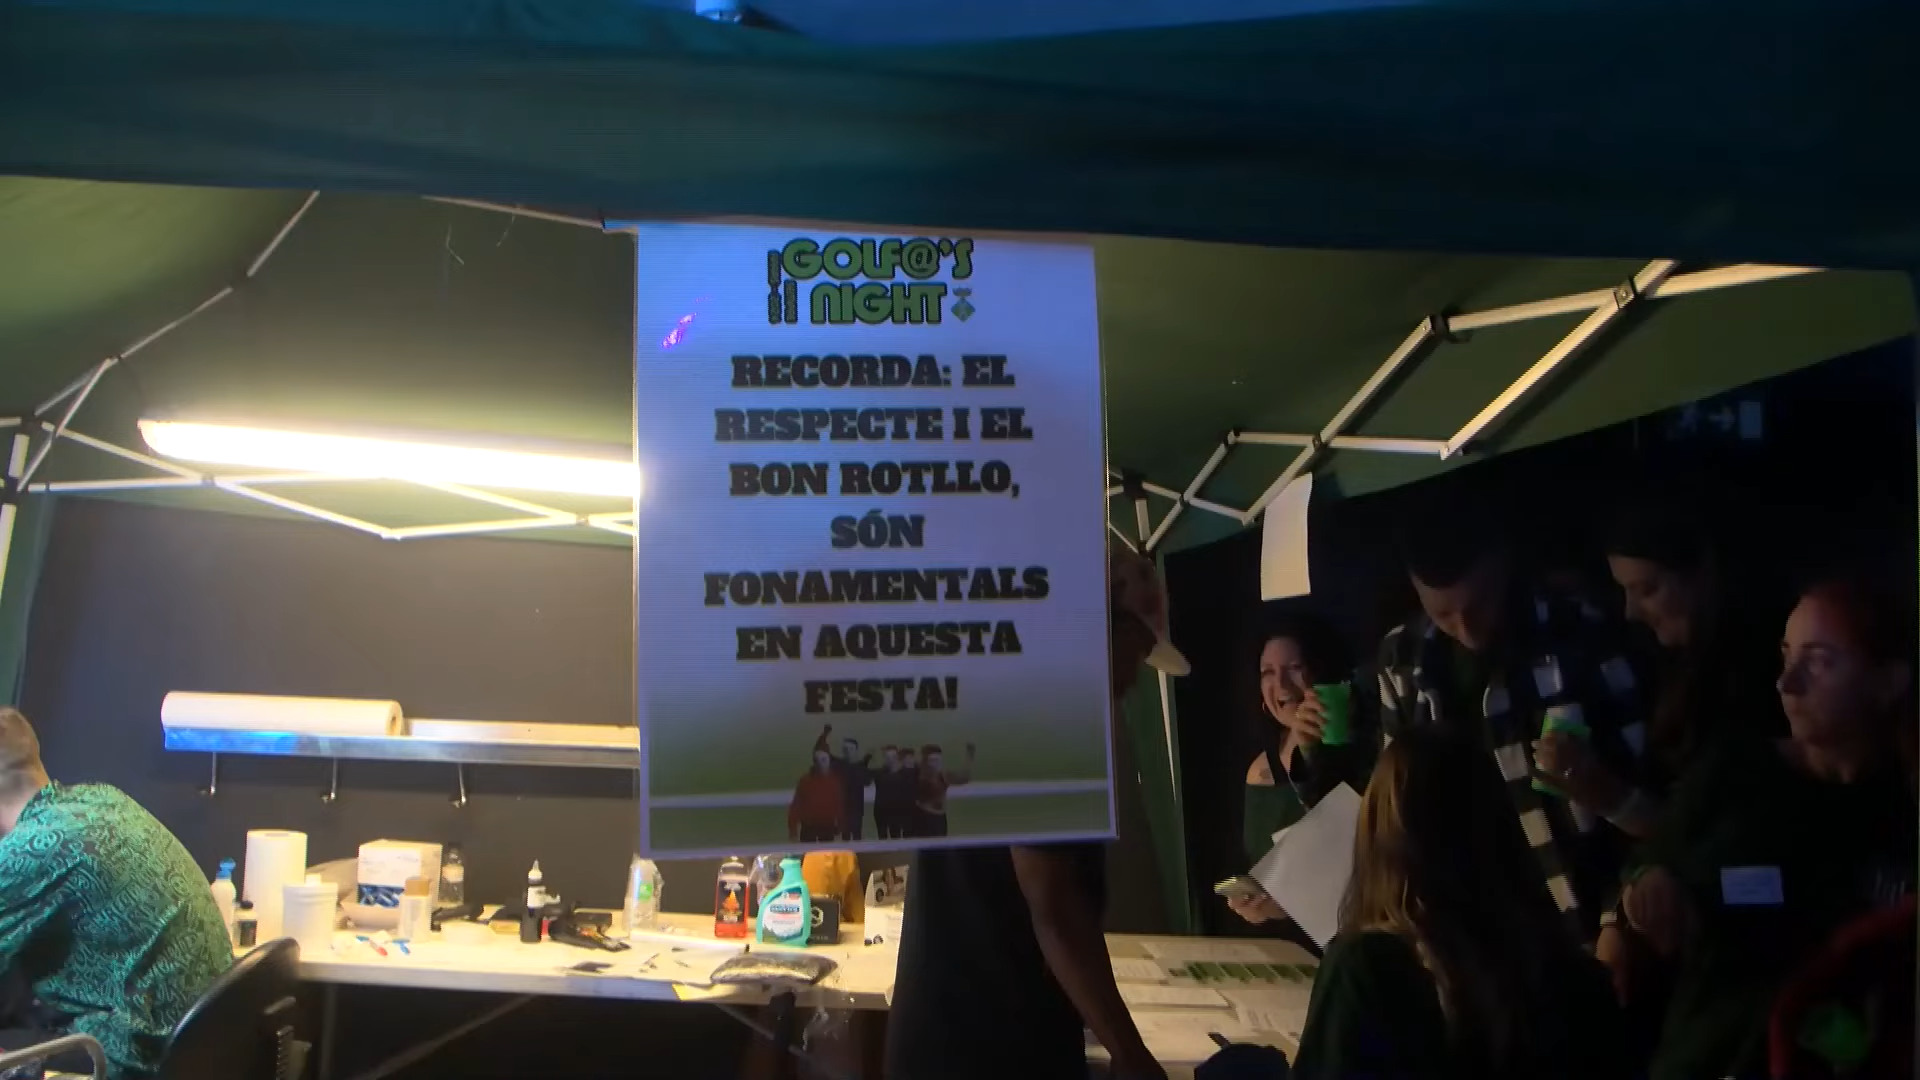 GOLF@'S
NIGHT
RECORDA: EL
RESPECTE I EL
BON ROTLLO,
SÓN
FONAMENTALS
EN AQUESTA
FESTA!